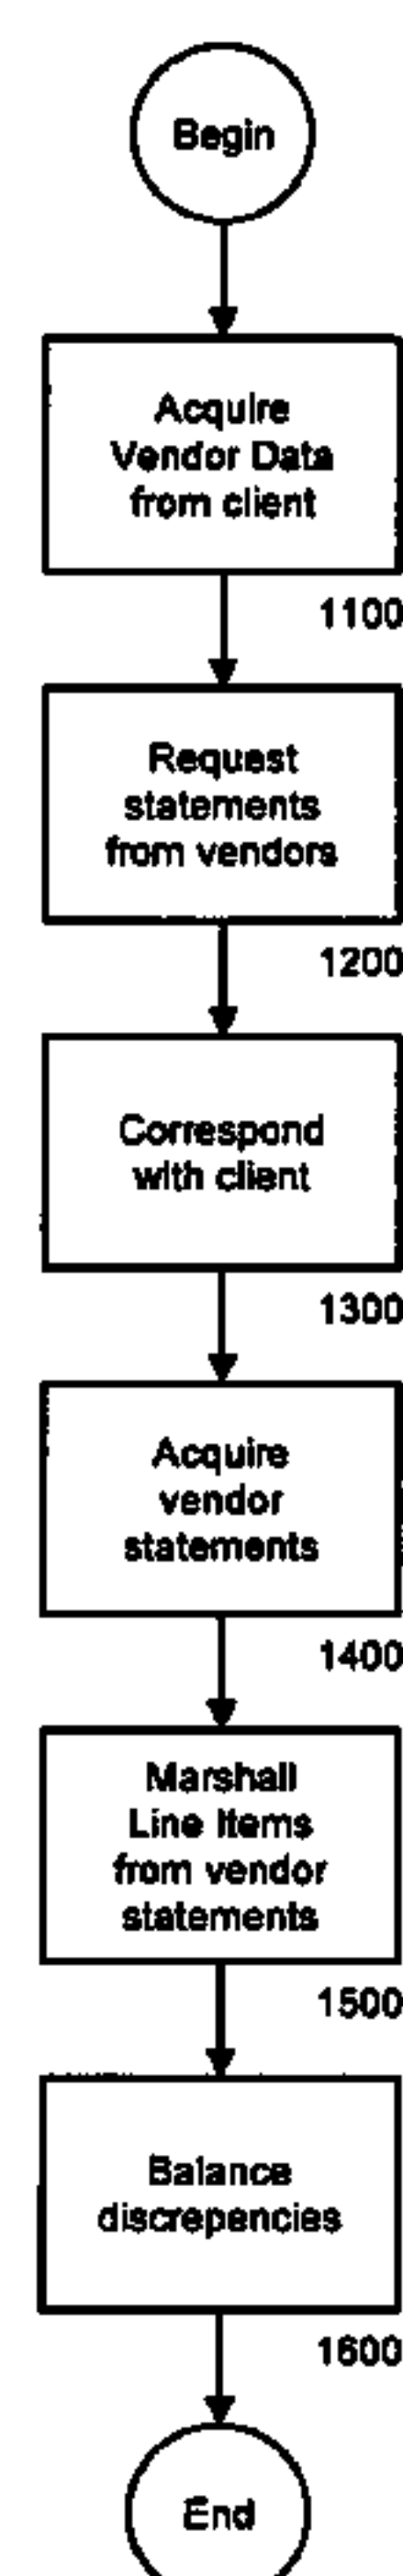 Begin
Acquire
Vendor Data
from client
1100
Request
statements
from vendors
1200
Correspond
with client
1300
Acquire
vendor
statements
1400
Marshall
Line Items
from vendor
statements
1500
Balance
discrepencies
1600
End